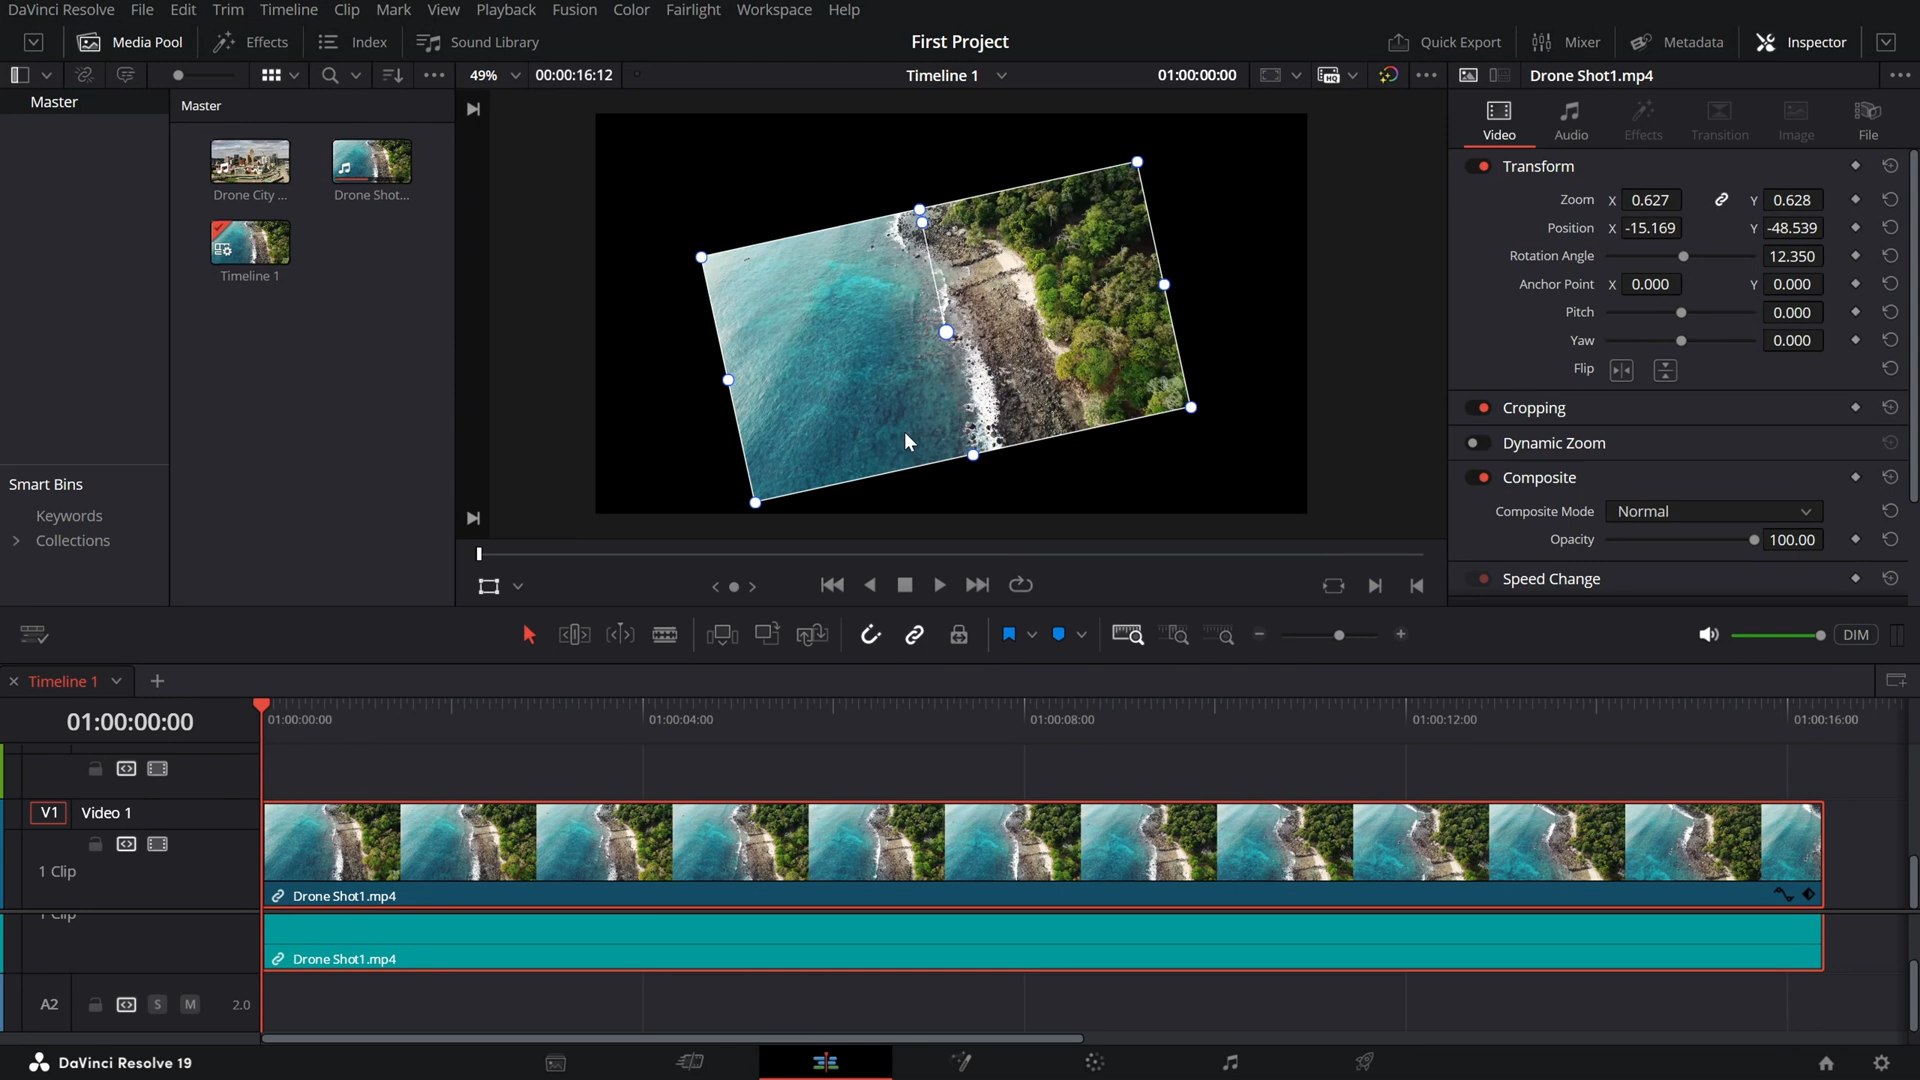 DaVinci Resolve File Edit Trim Timeline Clip Mark View Playback Fusion Color Fairlight Workspace Help
Media Pool Effects Index Sound Library First Project Quick Export Mixer Metadata Inspector
49% 00:00:16:12 Timeline 1 01:00:00:00 HQ Drone Shot1.mp4
Master
Master
Drone City ... Drone Shot...
Timeline 1
Smart Bins
Keywords
Collections
Video Audio Effects Transition Image File
Transform
Zoom X 0.627 Y 0.628
Position X -15.169 Y -48.539
Rotation Angle 12.350
Anchor Point X 0.000 Y 0.000
Pitch 0.000
Yaw 0.000
Flip
Cropping
Dynamic Zoom
Composite
Composite Mode Normal
Opacity 100.00
Speed Change
DIM
Timeline 1
01:00:00:00 01:00:00:00 01:00:04:00 01:00:08:00 01:00:12:00 01:00:16:00
V1 Video 1
1 Clip
Drone Shot1.mp4
1 Clip
Drone Shot1.mp4
A2 S M 2.0
DaVinci Resolve 19